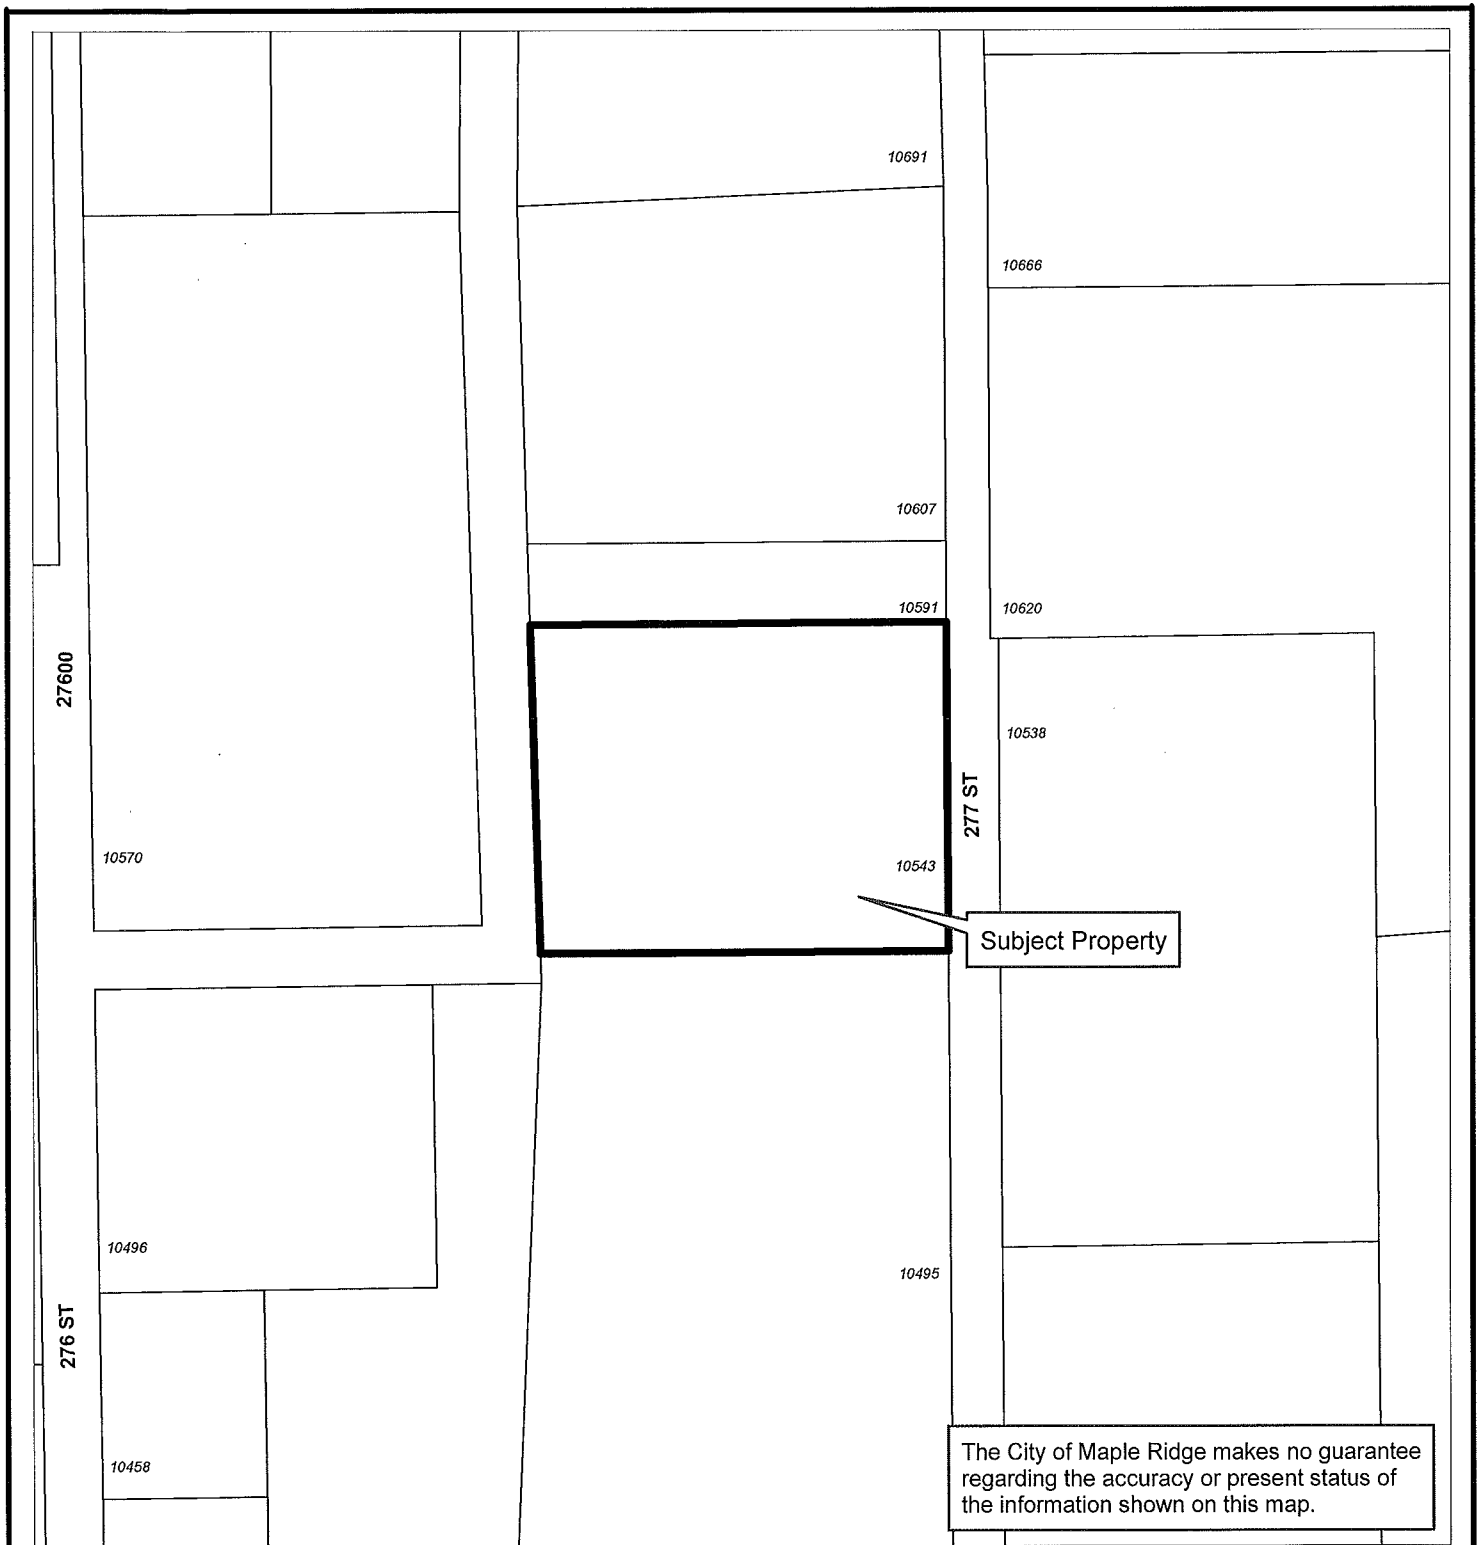 10691
10666
10607
10591
10620
27600
10538
277 ST
10570
10543
Subject Property
10496
10495
276 ST
10458
The City of Maple Ridge makes no guarantee
regarding the accuracy or present status of
the information shown on this map.